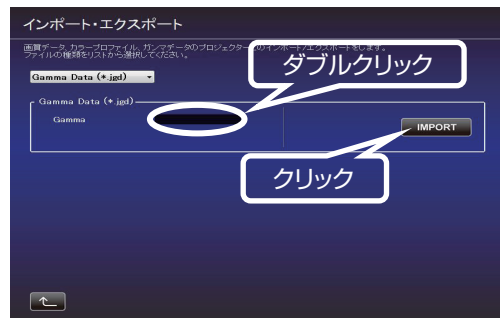 インポート・エクスポート
画質データ、カラープロファイル、ガンマデータのプロジェクターとのインポート/エクスポートをします。
ファイルの種類をリストから選択してください。
ダブルクリック
Gamma Data (*.jgd)
Gamma Data (*.jgd)
Gamma
IMPORT
クリック